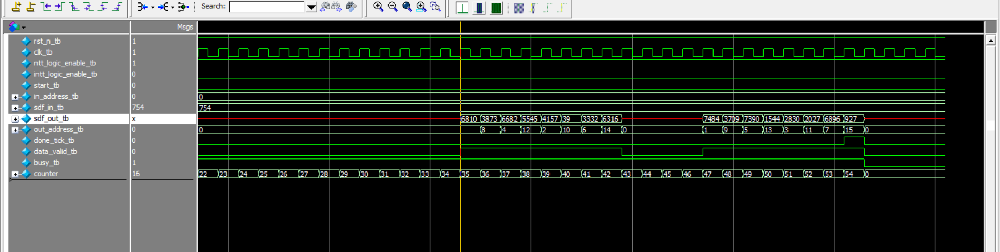 Search:
Msgs
rst_n_tb 1
clk_tb 1
ntt_logic_enable_tb 1
intt_logic_enable_tb 0
start_tb 0
in_address_tb 0 0
sdf_in_tb 754 754
sdf_out_tb x 6810 3873 6682 5545 4157 39 3332 6316 7484 3709 7390 1544 2830 2027 6896 927
out_address_tb 0 0 8 4 12 2 10 6 14 0 1 9 5 13 3 11 7 15 0
done_tick_tb 0
data_valid_tb 0
busy_tb 1
counter 16 22 23 24 25 26 27 28 29 30 31 32 33 34 35 36 37 38 39 40 41 42 43 44 45 46 47 48 49 50 51 52 53 54 0